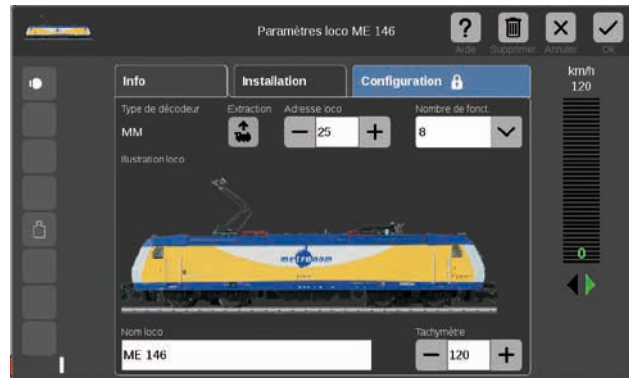 Paramètres loco ME 146
?
Aide Supprimer Annuler Ok
Info Installation Configuration
km/h
120
Type de décodeur Extraction Adresse loco Nombre de fonct.
MM 25 8
Illustration loco
metronom
0
Nom loco Tachymètre
ME 146 120